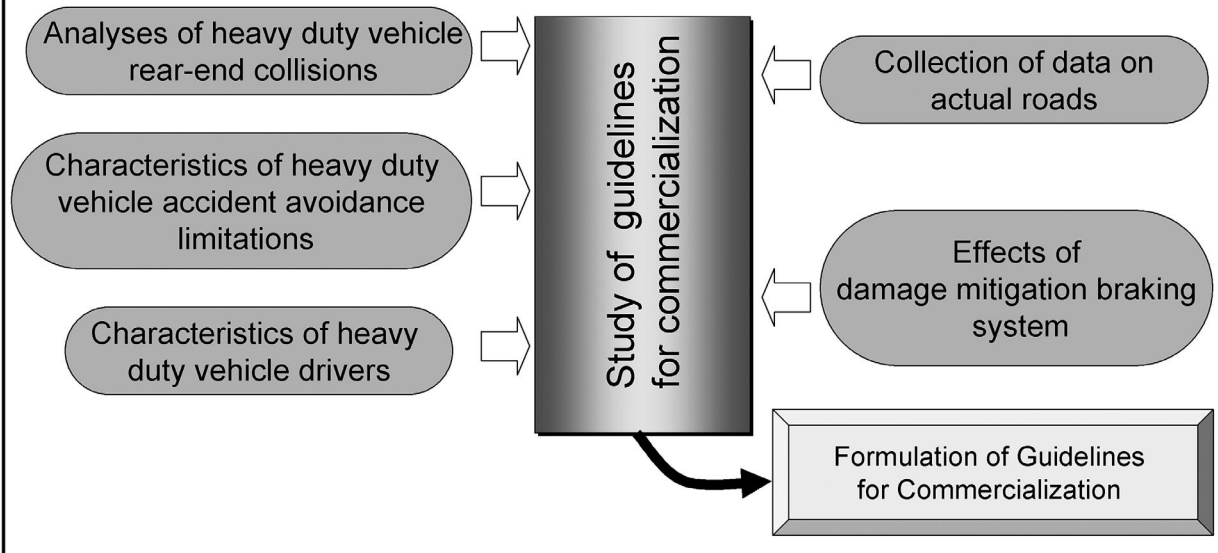 Analyses of heavy duty vehicle
rear-end collisions
Characteristics of heavy duty
vehicle accident avoidance
limitations
Characteristics of heavy
duty vehicle drivers
Study of guidelines
for commercialization
Collection of data on
actual roads
Effects of
damage mitigation braking
system
Formulation of Guidelines
for Commercialization